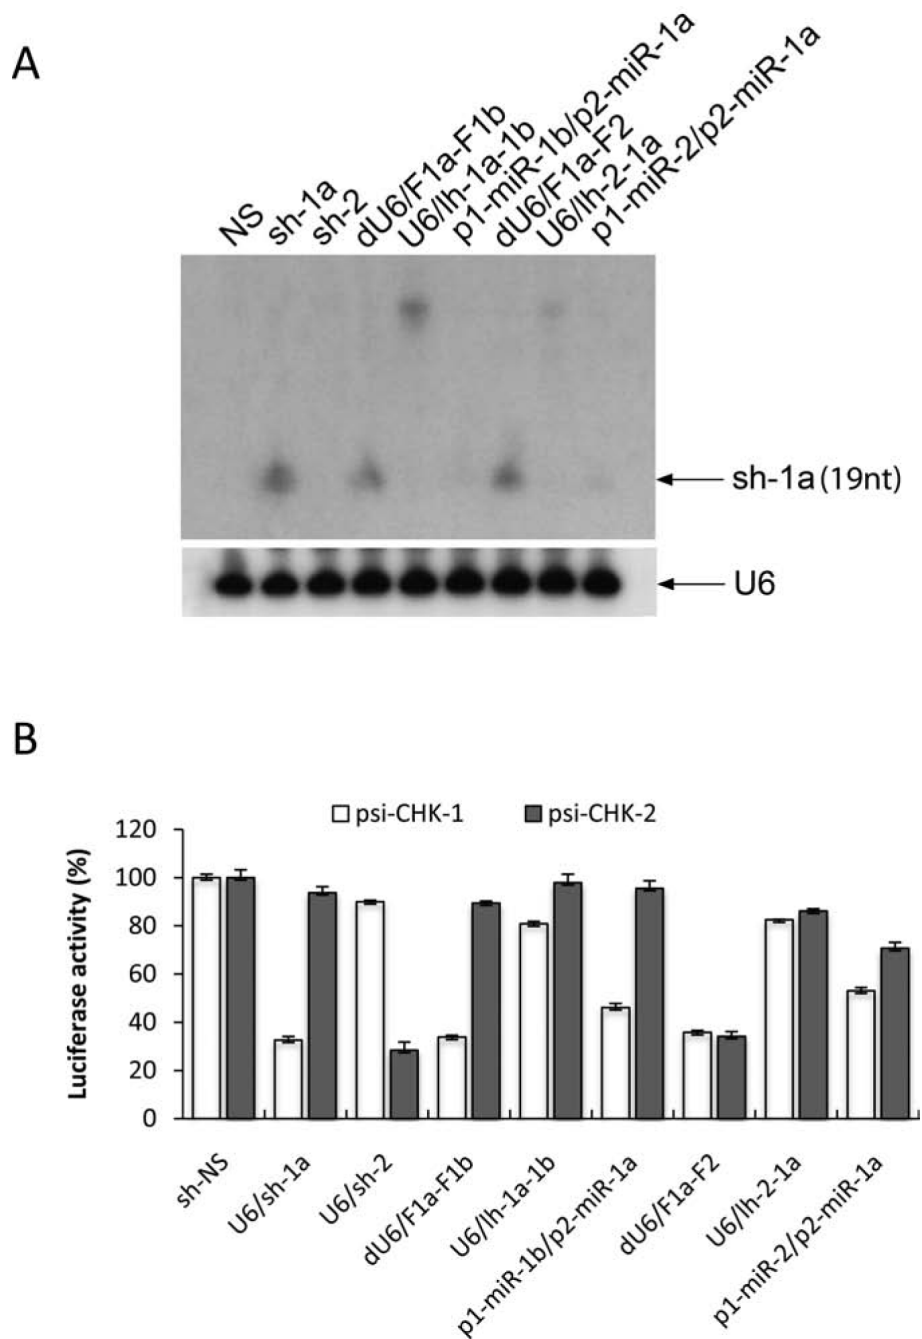 A
NS
sh-1a
sh-2
dU6/F1a-F1b
U6/lh-1a-1b
p1-miR-1b/p2-miR-1a
dU6/F1a-F2
U6/lh-2-1a
p1-miR-2/p2-miR-1a
sh-1a (19nt)
U6
B
psi-CHK-1 psi-CHK-2
Luciferase activity (%)
120
100
80
60
40
20
0
sh-NS
U6/sh-1a
U6/sh-2
dU6/F1a-F1b
U6/lh-1a-1b
p1-miR-1b/p2-miR-1a
dU6/F1a-F2
U6/lh-2-1a
p1-miR-2/p2-miR-1a